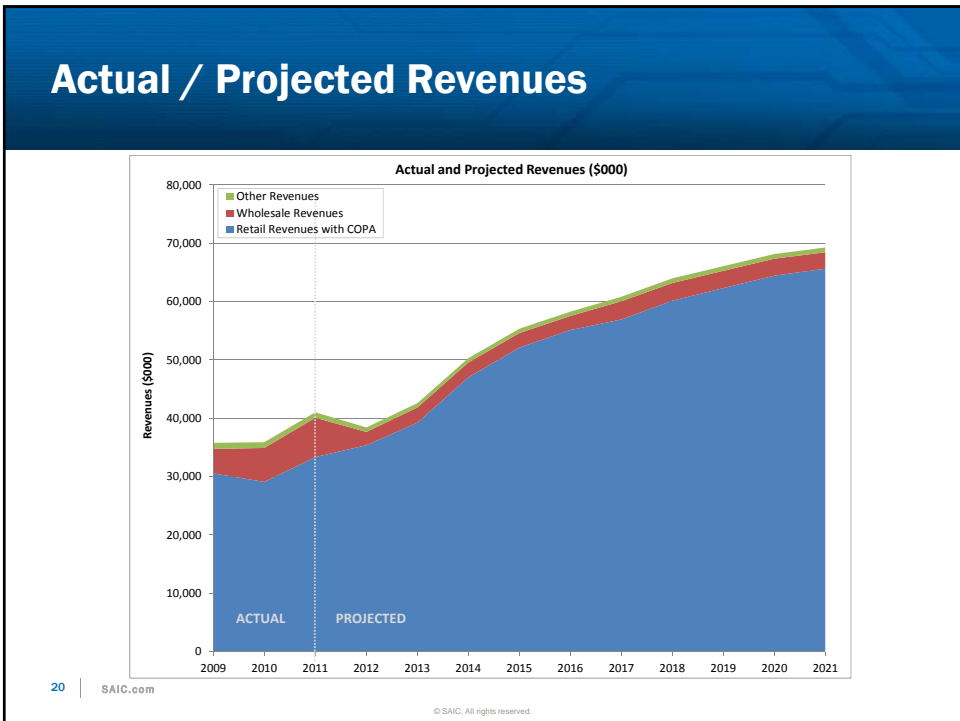 Actual / Projected Revenues
Actual and Projected Revenues ($000)
80,000
70,000
60,000
50,000
40,000
30,000
20,000
10,000
0
Revenues ($000)
Other Revenues
Wholesale Revenues
Retail Revenues with COPA
ACTUAL PROJECTED
2009 2010 2011 2012 2013 2014 2015 2016 2017 2018 2019 2020 2021
20 SAIC.com
© SAIC. All rights reserved.